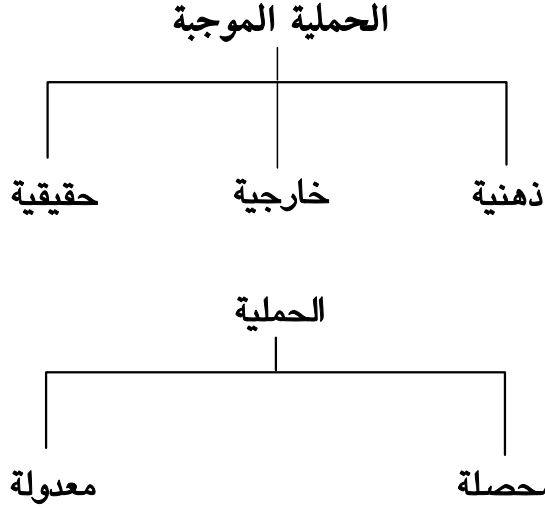 الحملية الموجبة
ذهنية خارجية حقيقية
الحملية
محصلة معدولة